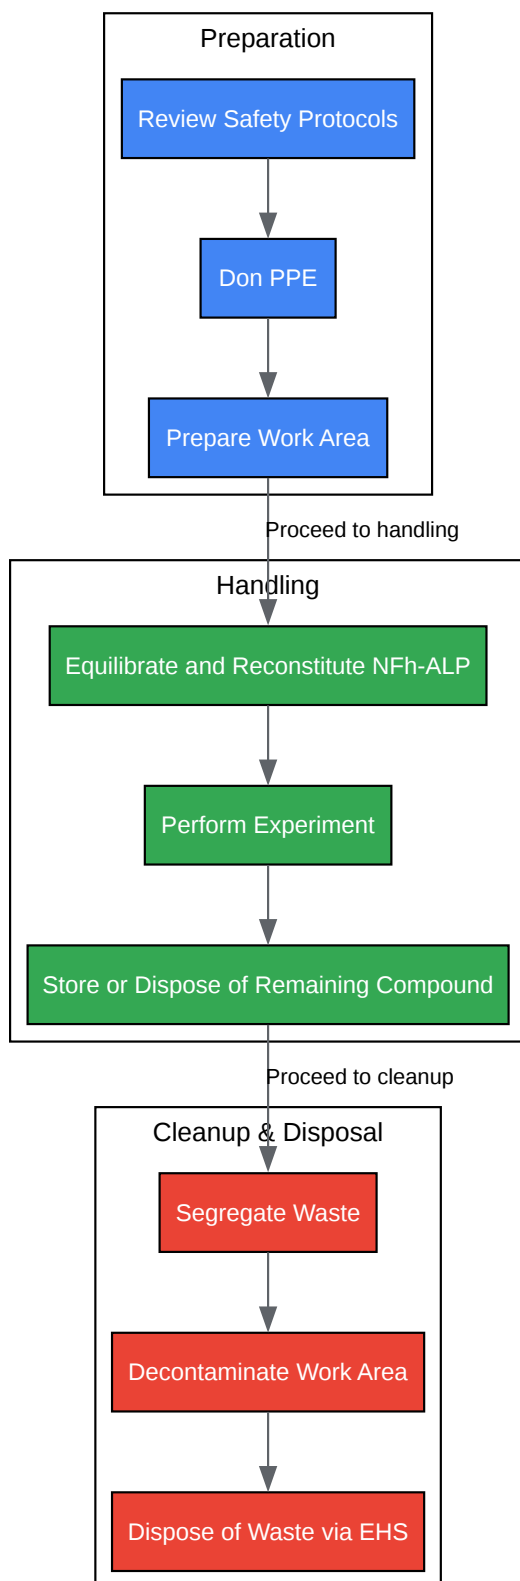 Preparation
Review Safety Protocols
Don PPE
Prepare Work Area
Proceed to handling
Handling
Equilibrate and Reconstitute NFh-ALP
Perform Experiment
Store or Dispose of Remaining Compound
Proceed to cleanup
Cleanup & Disposal
Segregate Waste
Decontaminate Work Area
Dispose of Waste via EHS